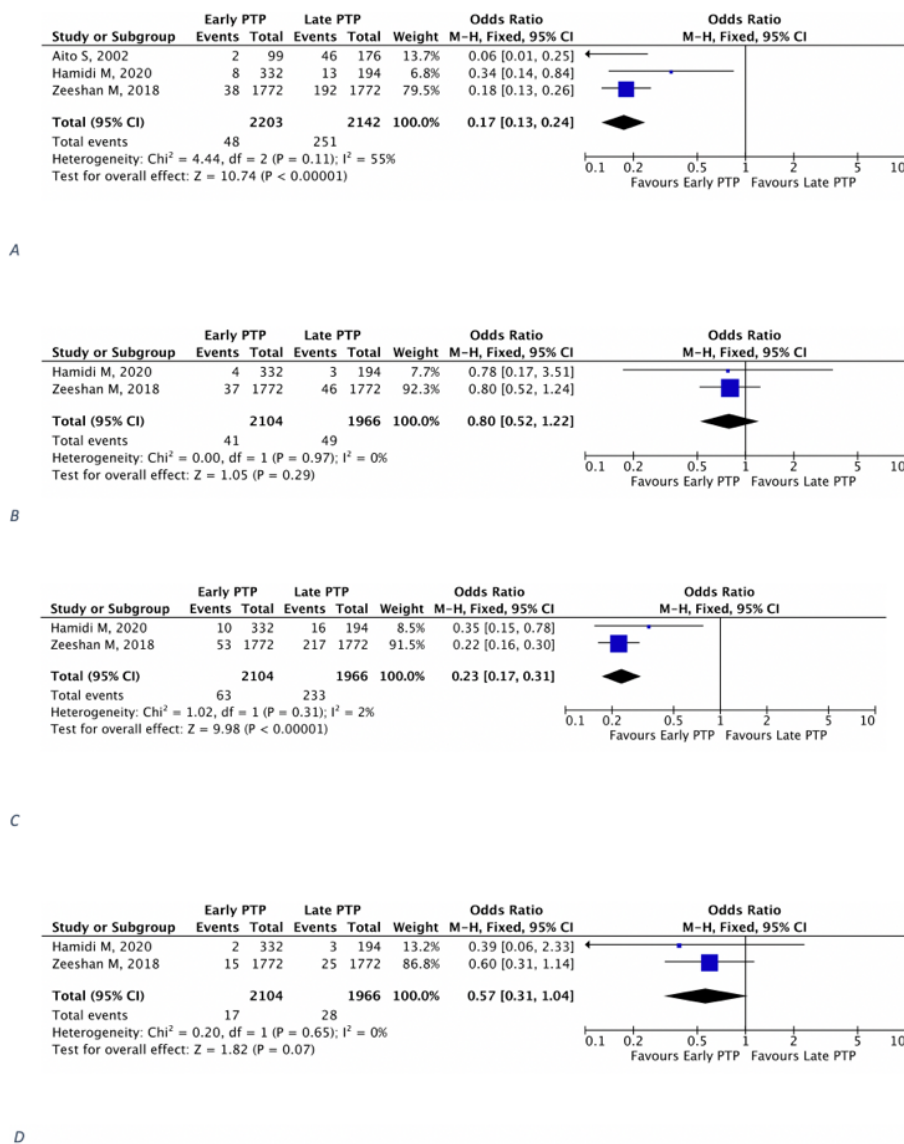 Early PTP Late PTP Odds Ratio Odds Ratio
Study or Subgroup Events Total Events Total Weight M-H, Fixed, 95% CI M-H, Fixed, 95% CI
Aito S, 2002 2 99 46 176 13.7% 0.06 [0.01, 0.25]
Hamidi M, 2020 8 332 13 194 6.8% 0.34 [0.14, 0.84]
Zeeshan M, 2018 38 1772 192 1772 79.5% 0.18 [0.13, 0.26]
Total (95% CI) 2203 2142 100.0% 0.17 [0.13, 0.24]
Total events 48 251
Heterogeneity: Chi² = 4.44, df = 2 (P = 0.11); I² = 55%
Test for overall effect: Z = 10.74 (P < 0.00001)
0.1 0.2 0.5 1 2 5 10
Favours Early PTP Favours Late PTP
A
Early PTP Late PTP Odds Ratio Odds Ratio
Study or Subgroup Events Total Events Total Weight M-H, Fixed, 95% CI M-H, Fixed, 95% CI
Hamidi M, 2020 4 332 3 194 7.7% 0.78 [0.17, 3.51]
Zeeshan M, 2018 37 1772 46 1772 92.3% 0.80 [0.52, 1.24]
Total (95% CI) 2104 1966 100.0% 0.80 [0.52, 1.22]
Total events 41 49
Heterogeneity: Chi² = 0.00, df = 1 (P = 0.97); I² = 0%
Test for overall effect: Z = 1.05 (P = 0.29)
0.1 0.2 0.5 1 2 5 10
Favours Early PTP Favours Late PTP
B
Early PTP Late PTP Odds Ratio Odds Ratio
Study or Subgroup Events Total Events Total Weight M-H, Fixed, 95% CI M-H, Fixed, 95% CI
Hamidi M, 2020 10 332 16 194 8.5% 0.35 [0.15, 0.78]
Zeeshan M, 2018 53 1772 217 1772 91.5% 0.22 [0.16, 0.30]
Total (95% CI) 2104 1966 100.0% 0.23 [0.17, 0.31]
Total events 63 233
Heterogeneity: Chi² = 1.02, df = 1 (P = 0.31); I² = 2%
Test for overall effect: Z = 9.98 (P < 0.00001)
0.1 0.2 0.5 1 2 5 10
Favours Early PTP Favours Late PTP
C
Early PTP Late PTP Odds Ratio Odds Ratio
Study or Subgroup Events Total Events Total Weight M-H, Fixed, 95% CI M-H, Fixed, 95% CI
Hamidi M, 2020 2 332 3 194 13.2% 0.39 [0.06, 2.33]
Zeeshan M, 2018 15 1772 25 1772 86.8% 0.60 [0.31, 1.14]
Total (95% CI) 2104 1966 100.0% 0.57 [0.31, 1.04]
Total events 17 28
Heterogeneity: Chi² = 0.20, df = 1 (P = 0.65); I² = 0%
Test for overall effect: Z = 1.82 (P = 0.07)
0.1 0.2 0.5 1 2 5 10
Favours Early PTP Favours Late PTP
D